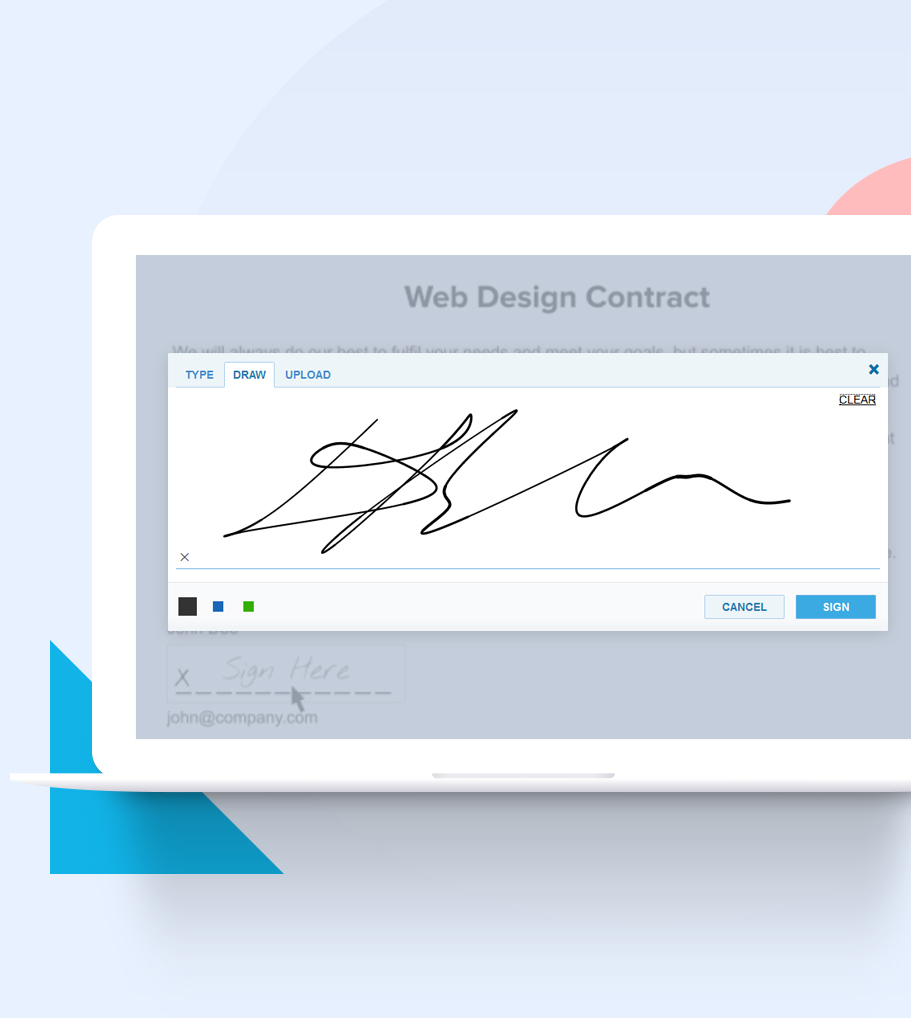 Web Design Contract
We will always do our best to fulfil your needs and meet your goals, but sometimes it is best to
TYPE DRAW UPLOAD
CLEAR
CANCEL SIGN
John Doe
X Sign Here
john@company.com